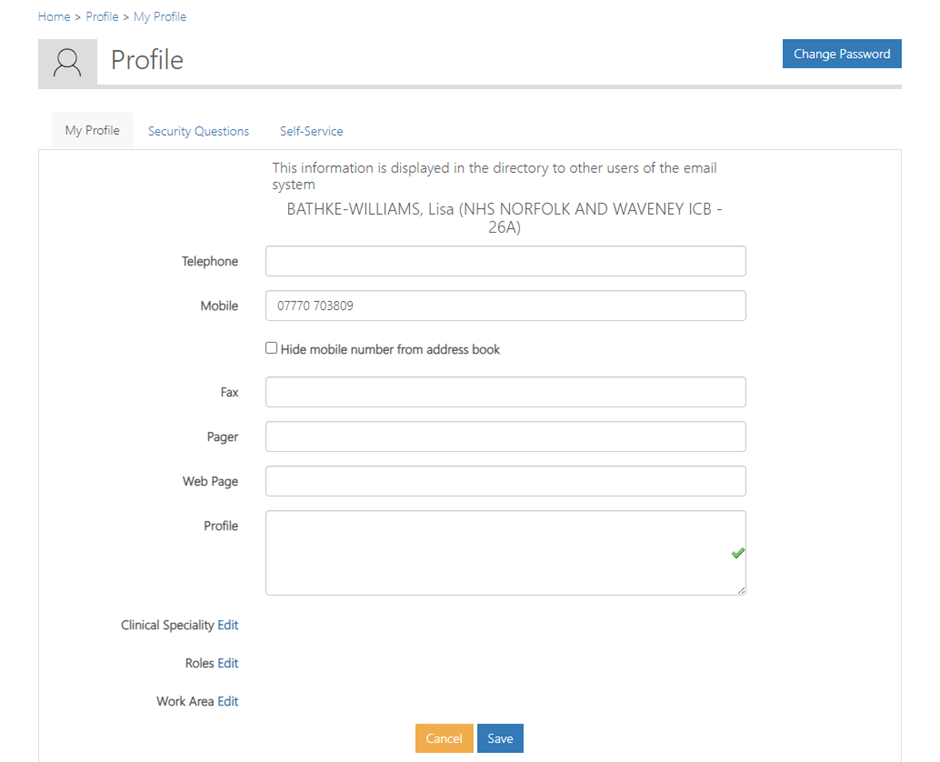 Home > Profile > My Profile
Profile
Change Password
My Profile
Security Questions
Self-Service
This information is displayed in the directory to other users of the email
system
BATHKE-WILLIAMS, Lisa (NHS NORFOLK AND WAVENEY ICB -
26A)
Telephone
Mobile
07770 703809
Hide mobile number from address book
Fax
Pager
Web Page
Profile
Clinical Speciality Edit
Roles Edit
Work Area Edit
Cancel
Save